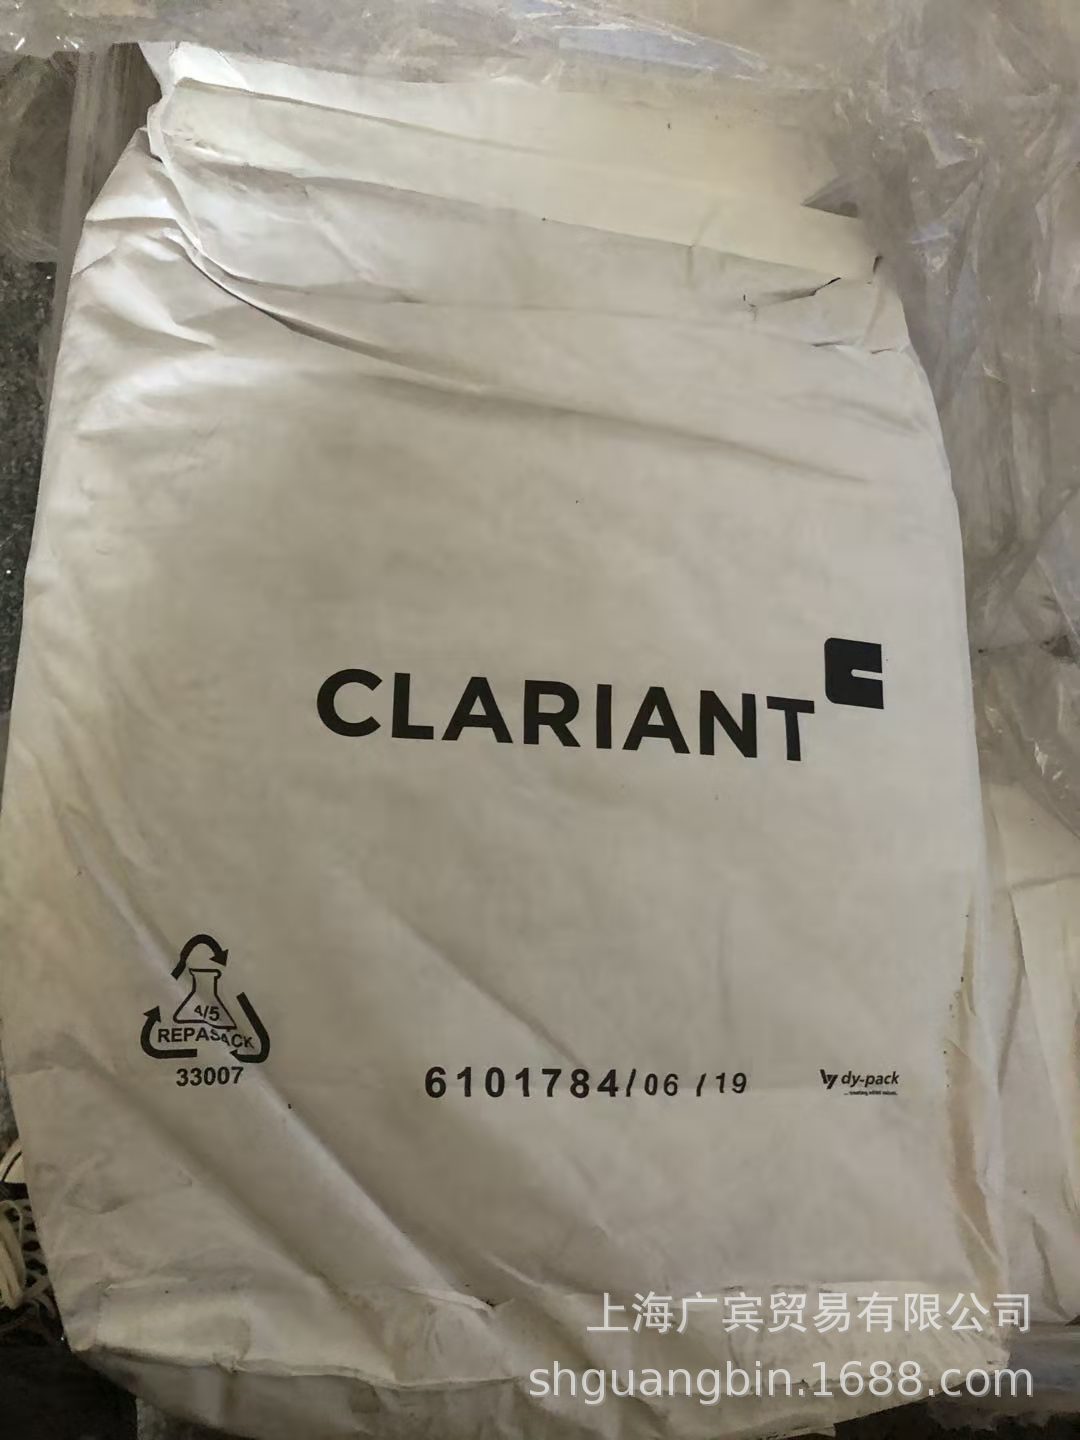 CLARIANT
4/5
REPASACK
33007
6101784/06 /19
dy-pack
上海广宾贸易有限公司
shguangbin.1688.com